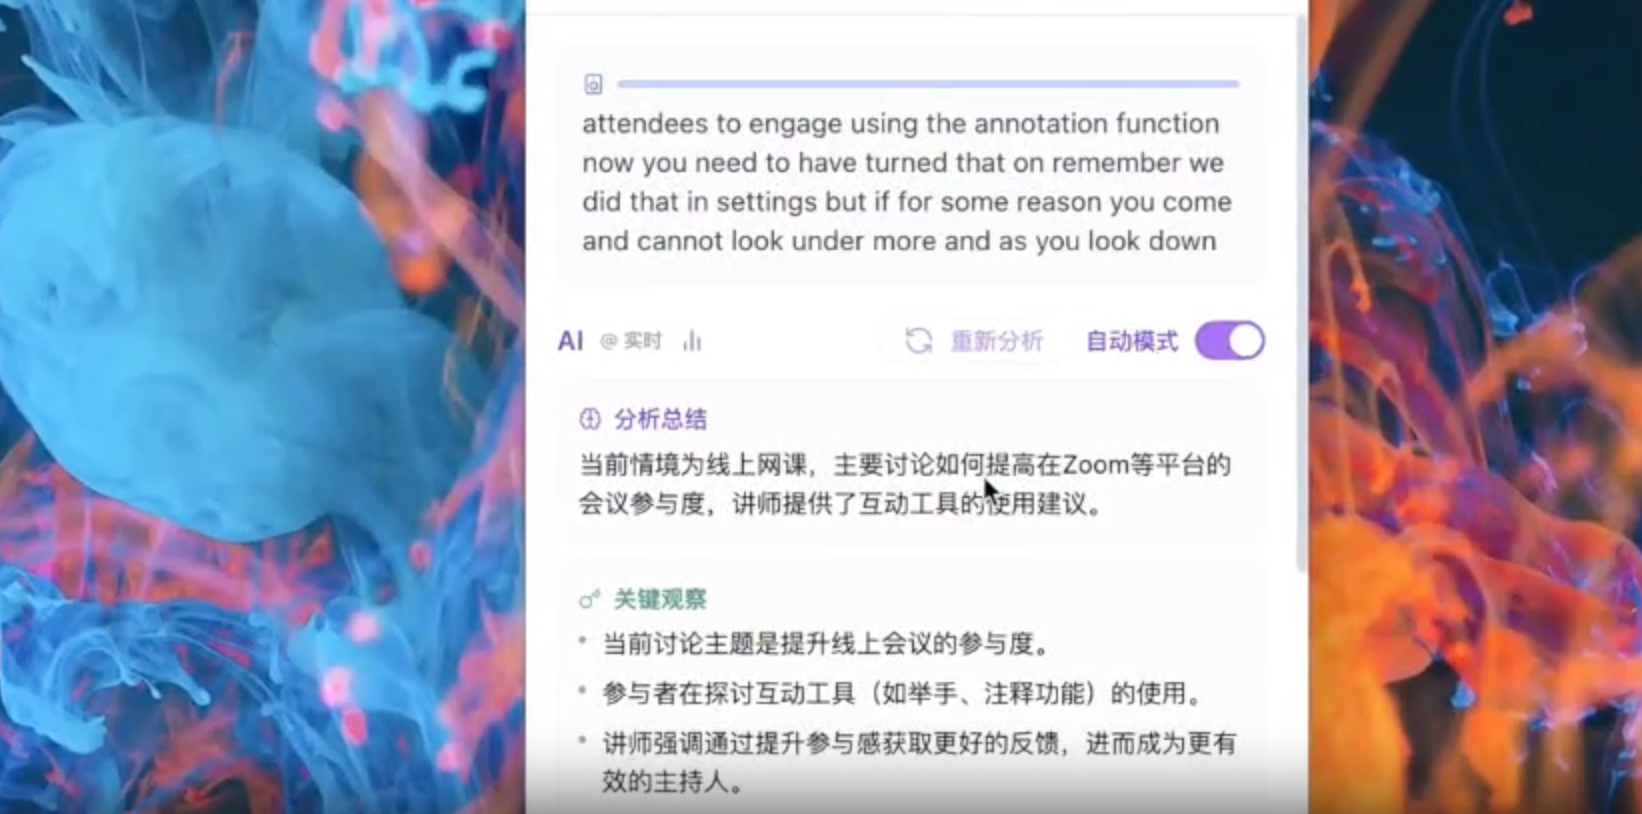 attendees to engage using the annotation function
now you need to have turned that on remember we
did that in settings but if for some reason you come
and cannot look under more and as you look down
AI @ 实时 重新分析 自动模式
分析总结
当前情境为线上网课，主要讨论如何提高在Zoom等平台的
会议参与度，讲师提供了互动工具的使用建议。
关键观察
• 当前讨论主题是提升线上会议的参与度。
• 参与者在探讨互动工具（如举手、注释功能）的使用。
• 讲师强调通过提升参与感获取更好的反馈，进而成为更有
效的主持人。